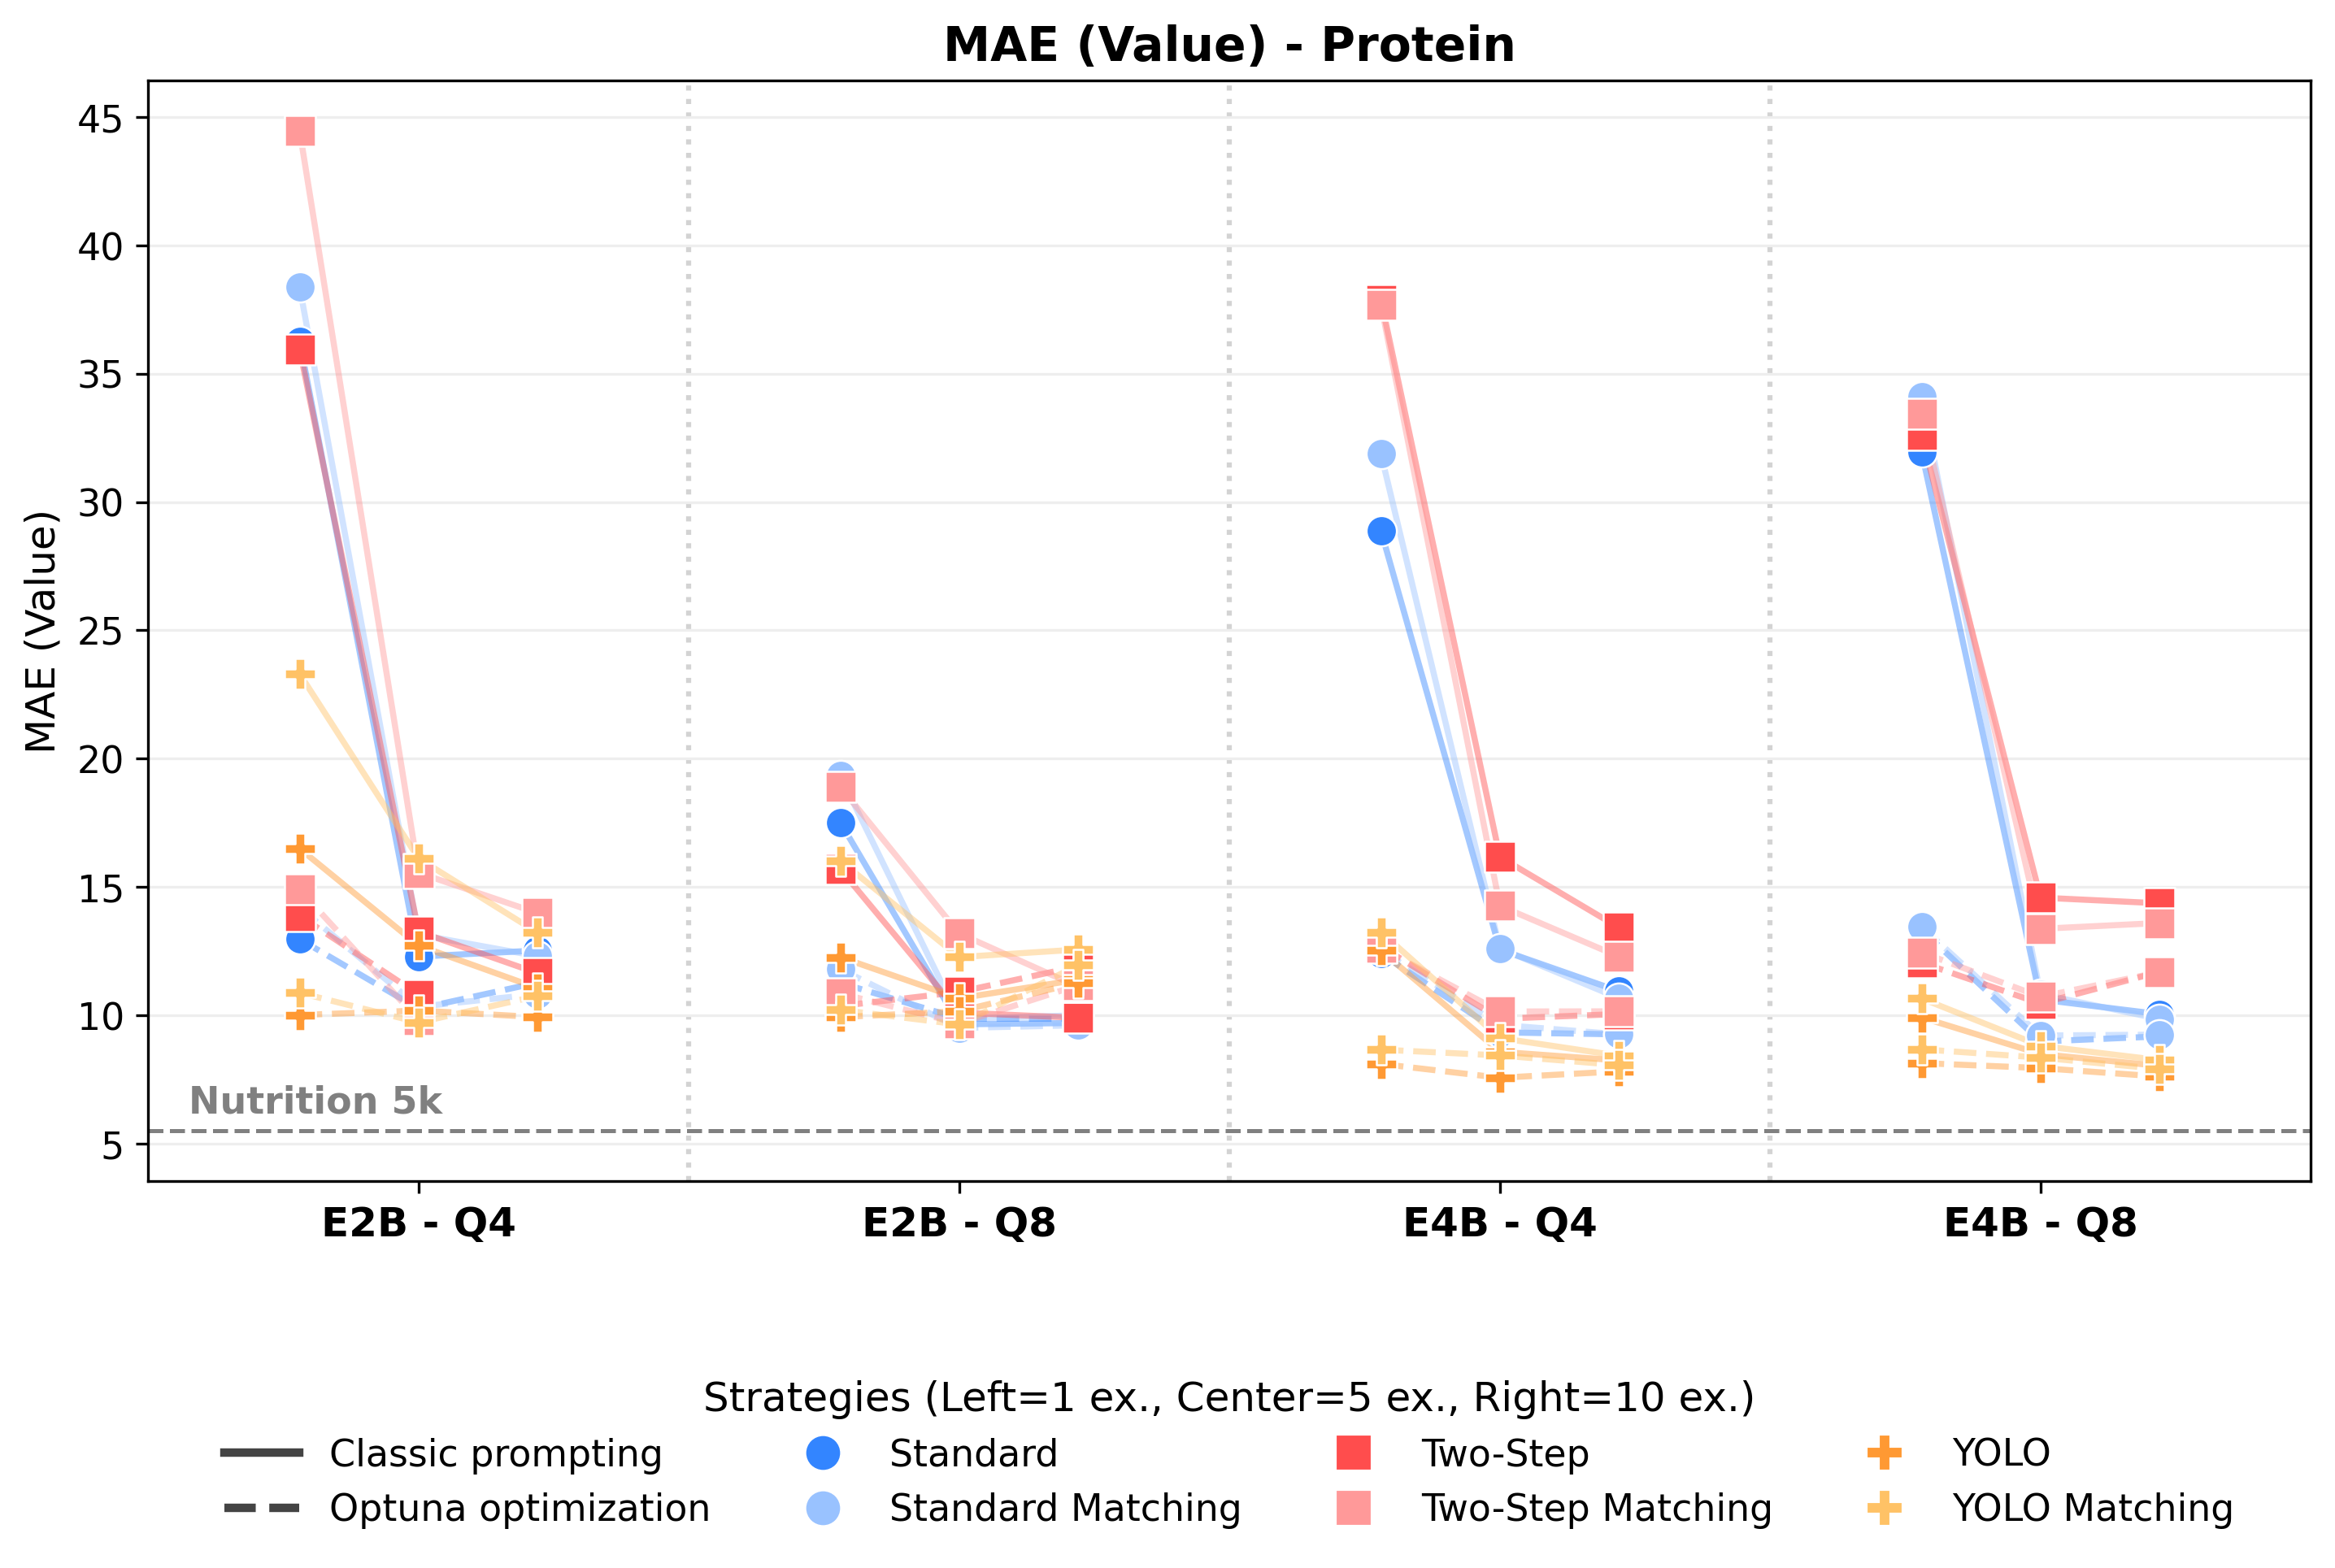 MAE (Value) - Protein
MAE (Value)
45
40
35
30
25
20
15
10
5
Nutrition 5k
E2B - Q4
E2B - Q8
E4B - Q4
E4B - Q8
Strategies (Left=1 ex., Center=5 ex., Right=10 ex.)
Classic prompting
Optuna optimization
Standard
Standard Matching
Two-Step
Two-Step Matching
YOLO
YOLO Matching